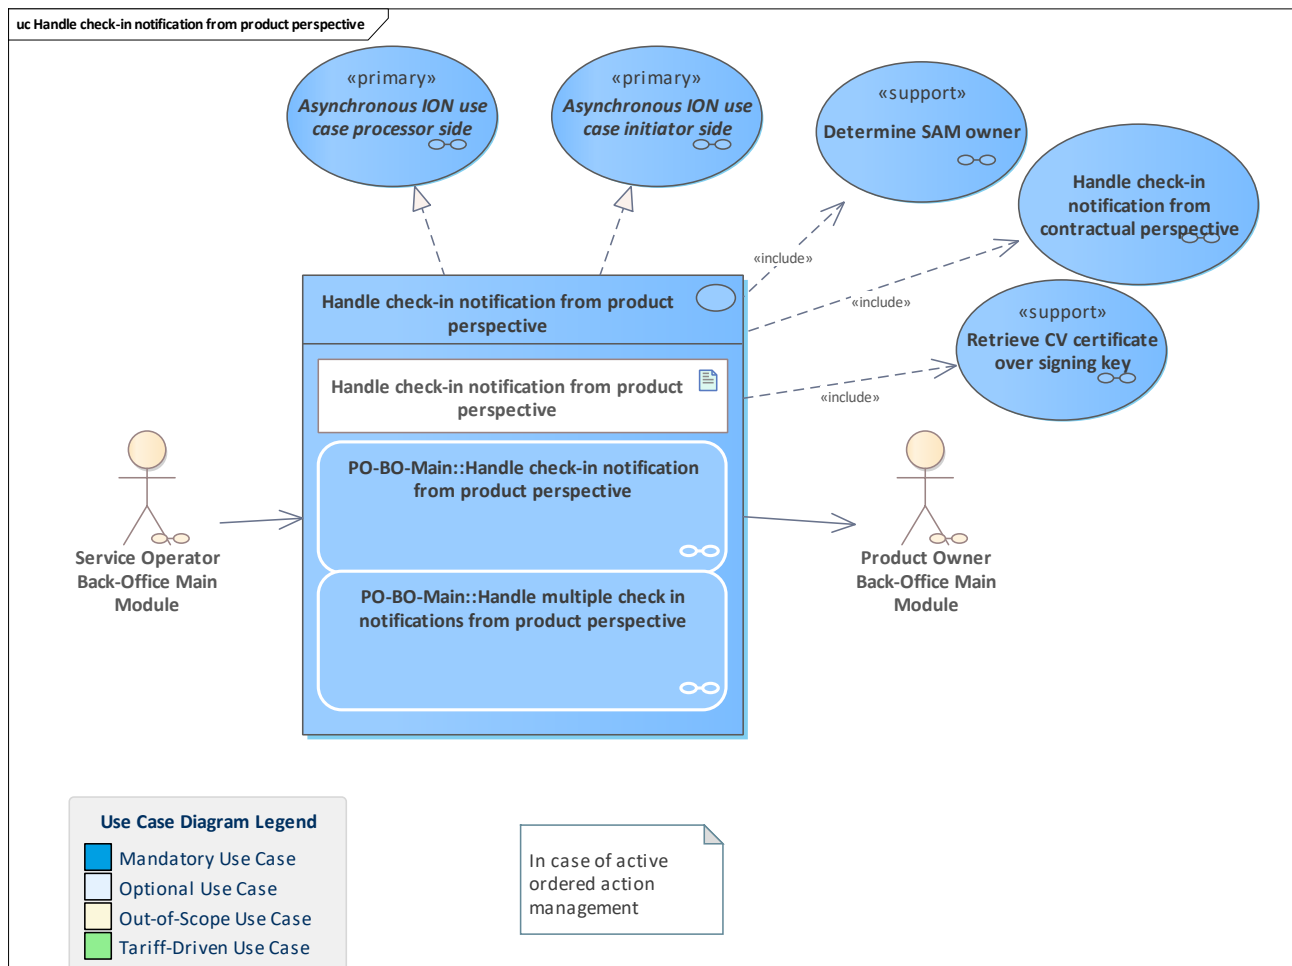 uc Handle check-in notification from product perspective
«primary»
Asynchronous ION use
case processor side
«primary»
Asynchronous ION use
case initiator side
«support»
Determine SAM owner
Handle check-in
notification from
contractual perspective
«include»
«include»
«support»
Retrieve CV certificate
over signing key
«include»
Handle check-in notification from product
perspective
Handle check-in notification from product
perspective
PO-BO-Main::Handle check-in notification
from product perspective
PO-BO-Main::Handle multiple check in
notifications from product perspective
Service Operator
Back-Office Main
Module
Product Owner
Back-Office Main
Module
Use Case Diagram Legend
Mandatory Use Case
Optional Use Case
Out-of-Scope Use Case
Tariff-Driven Use Case
In case of active
ordered action
management